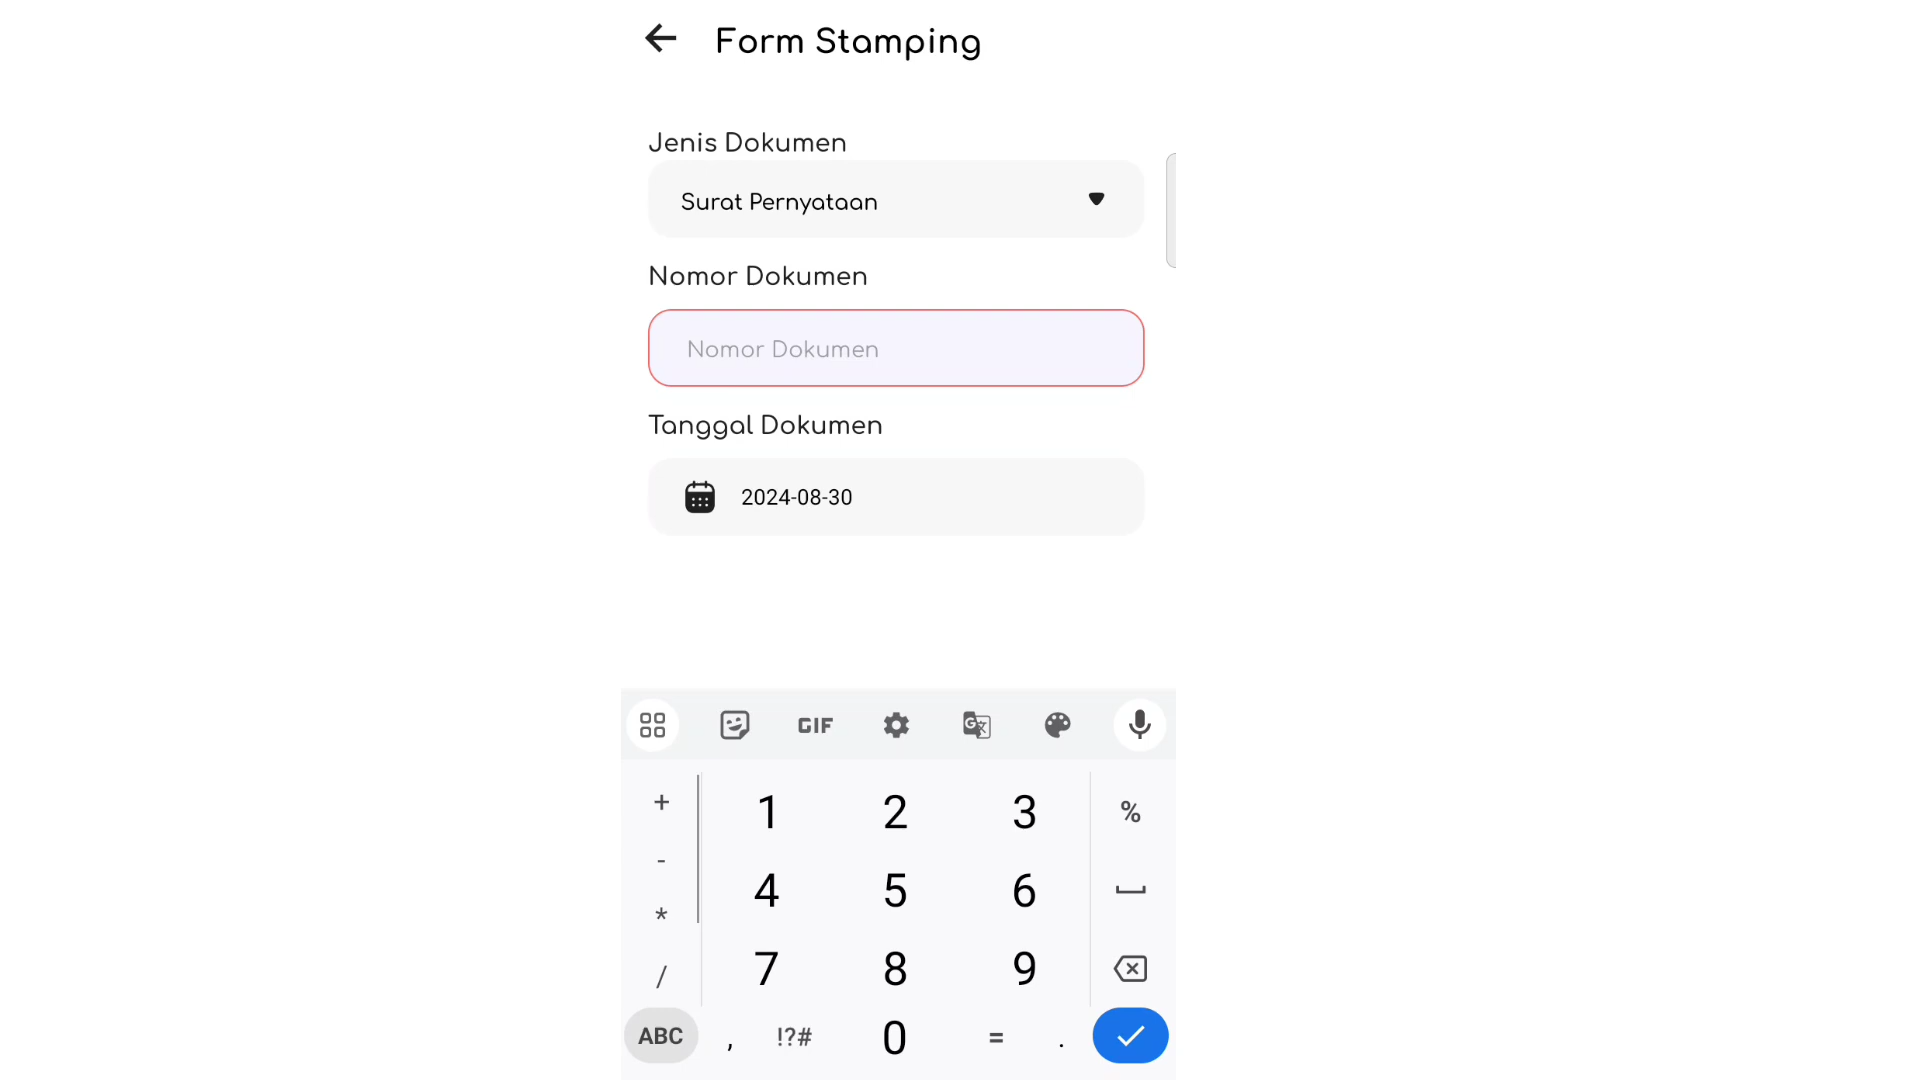 Form Stamping
Jenis Dokumen
Surat Pernyataan
Nomor Dokumen
Nomor Dokumen
Tanggal Dokumen
2024-08-30
GIF
+ 1 2 3 %
- 4 5 6
* 7 8 9
/
ABC , !?# 0 = .